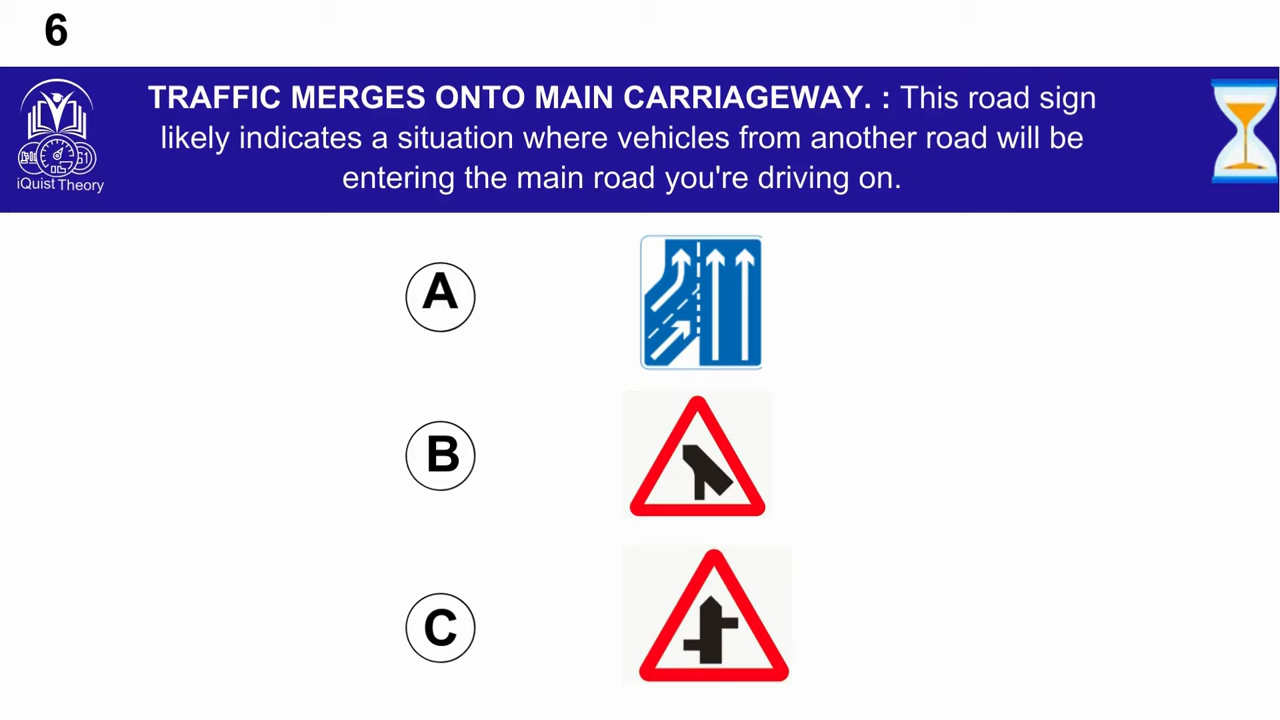 6
TRAFFIC MERGES ONTO MAIN CARRIAGEWAY. : This road sign
likely indicates a situation where vehicles from another road will be
entering the main road you're driving on.
iQuist Theory
A
B
C